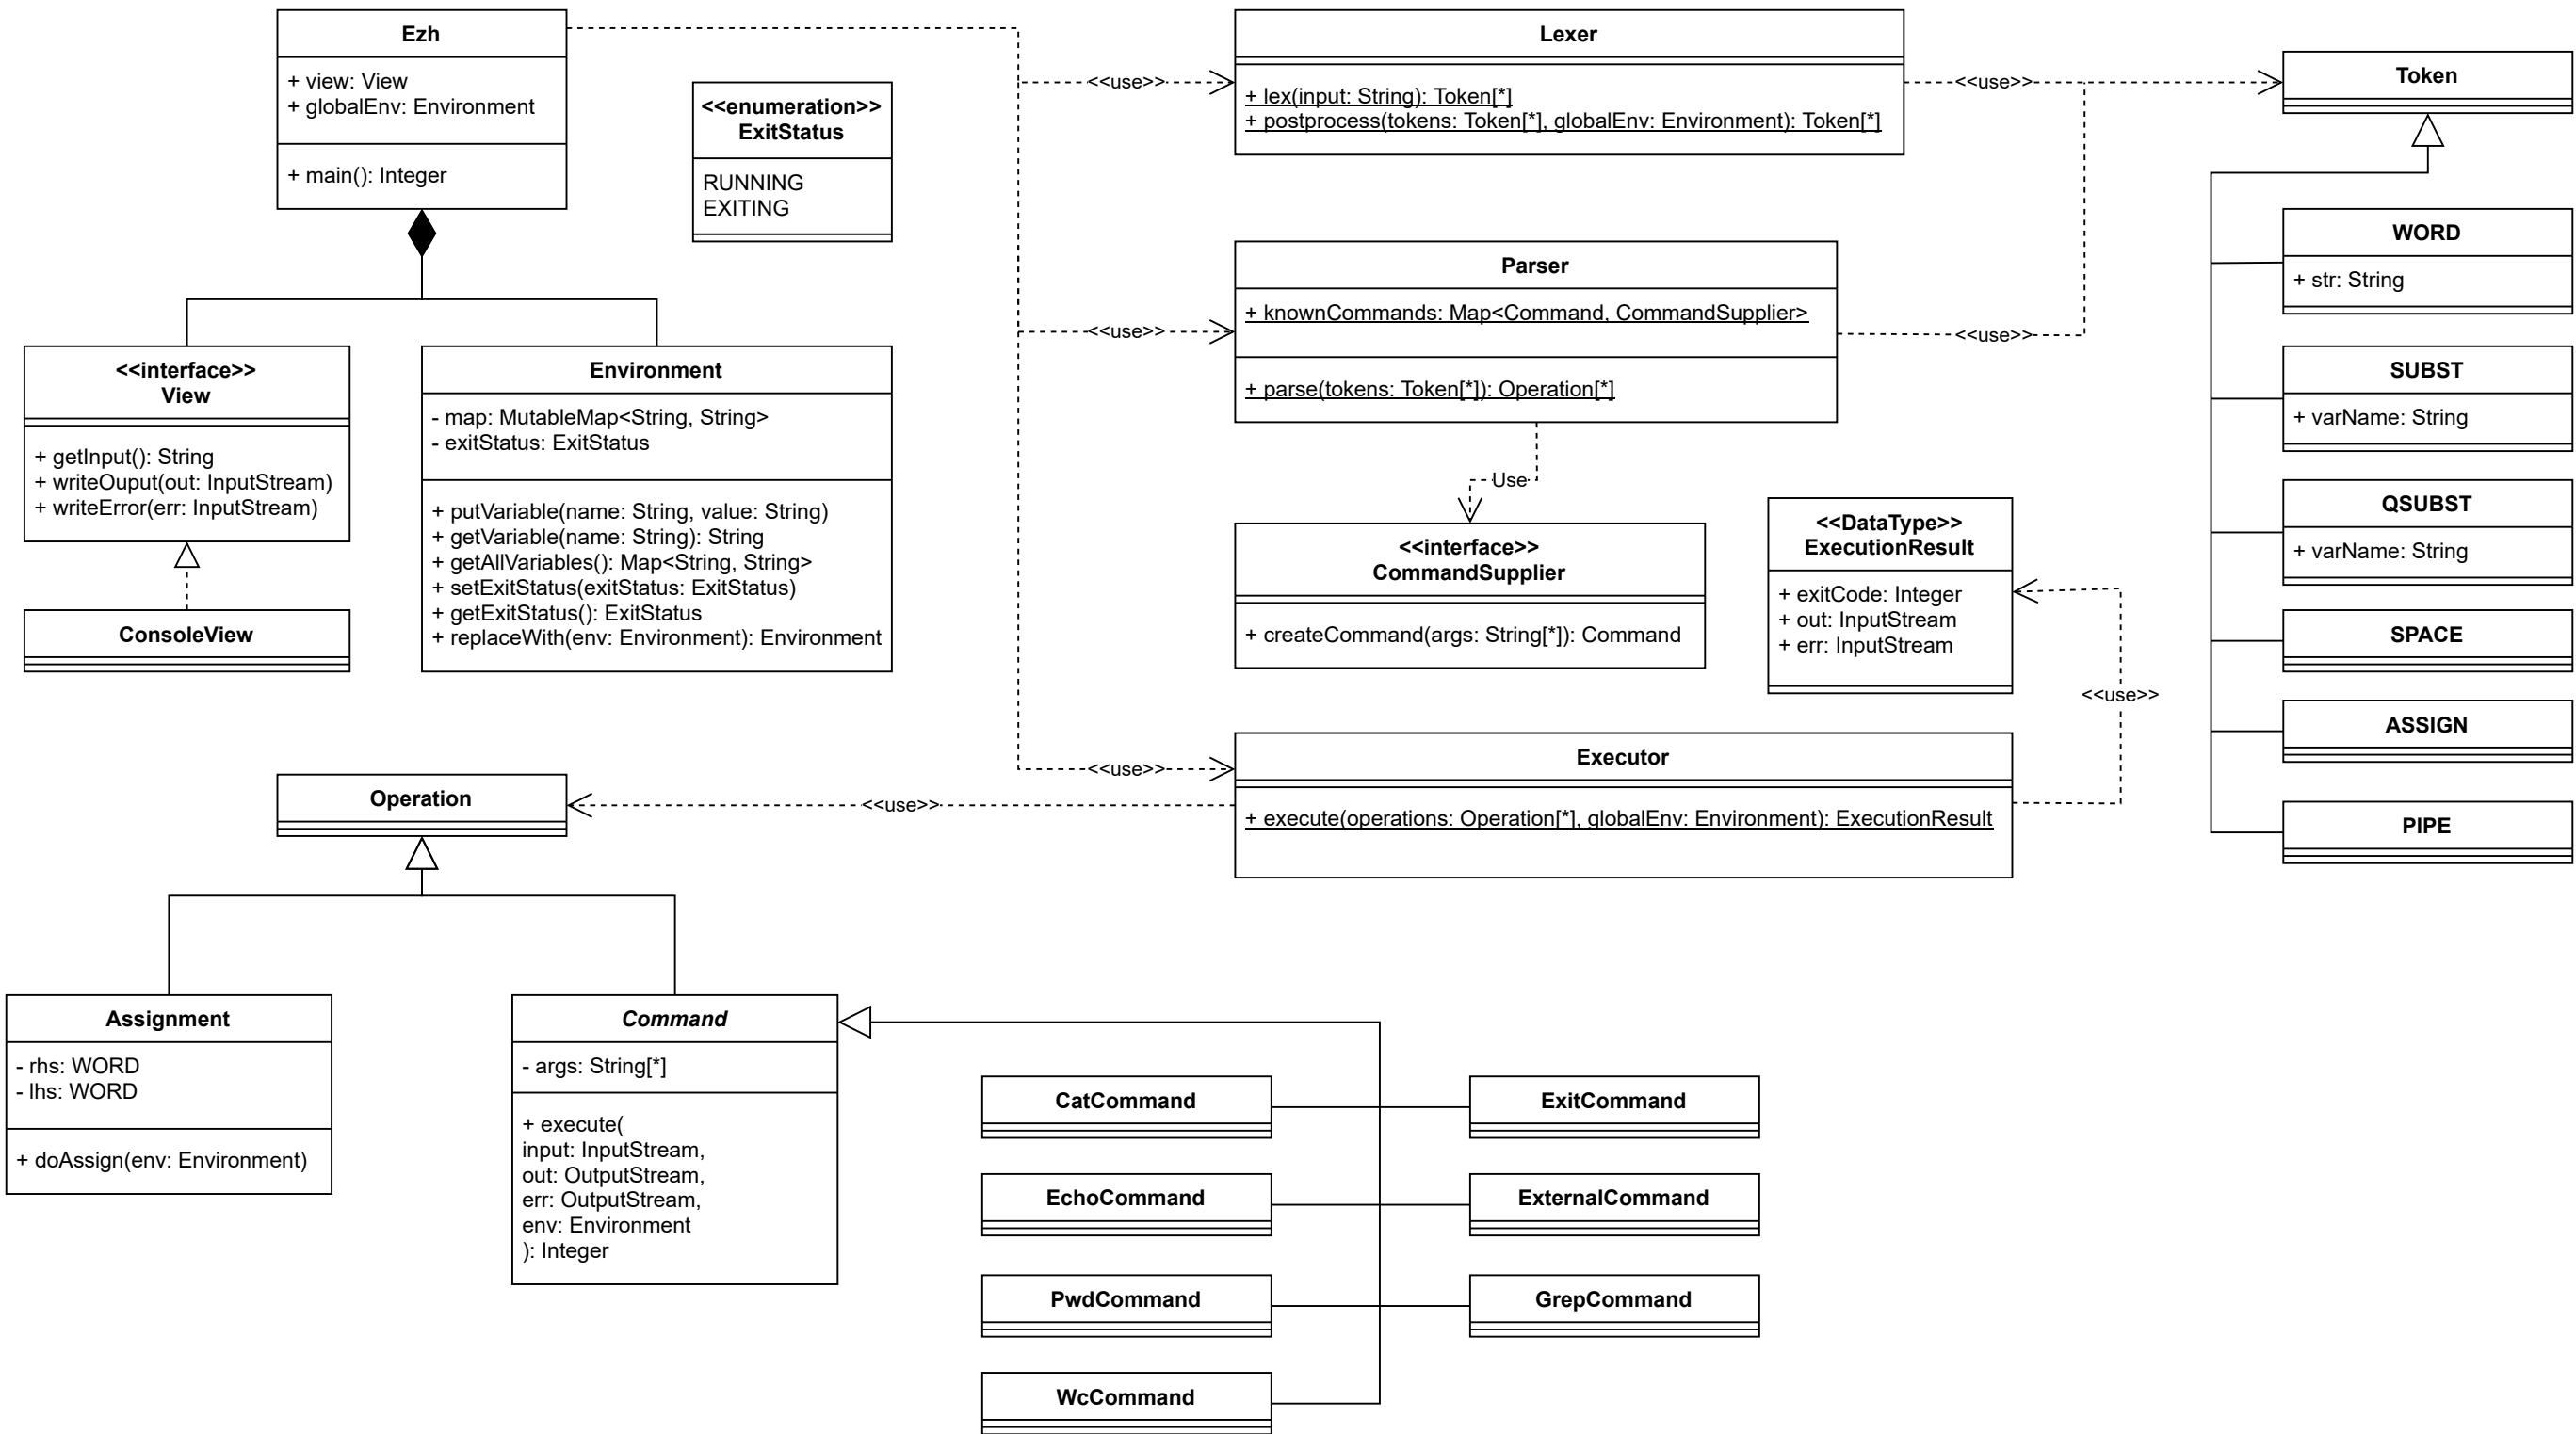 Ezh
+ view: View
+ globalEnv: Environment
+ main(): Integer
<<enumeration>>
ExitStatus
RUNNING
EXITING
<<interface>>
View
+ getInput(): String
+ writeOuput(out: InputStream)
+ writeError(err: InputStream)
ConsoleView
Environment
- map: MutableMap<String, String>
- exitStatus: ExitStatus
+ putVariable(name: String, value: String)
+ getVariable(name: String): String
+ getAllVariables(): Map<String, String>
+ setExitStatus(exitStatus: ExitStatus)
+ getExitStatus(): ExitStatus
+ replaceWith(env: Environment): Environment
<<use>>
<<use>>
<<use>>
Lexer
+ lex(input: String): Token[*]
+ postprocess(tokens: Token[*], globalEnv: Environment): Token[*]
<<use>>
Parser
+ knownCommands: Map<Command, CommandSupplier>
+ parse(tokens: Token[*]): Operation[*]
<<use>>
Use
<<interface>>
CommandSupplier
+ createCommand(args: String[*]): Command
<<DataType>>
ExecutionResult
+ exitCode: Integer
+ out: InputStream
+ err: InputStream
<<use>>
Executor
+ execute(operations: Operation[*], globalEnv: Environment): ExecutionResult
<<use>>
Token
WORD
+ str: String
SUBST
+ varName: String
QSUBST
+ varName: String
SPACE
ASSIGN
PIPE
Operation
Assignment
- rhs: WORD
- lhs: WORD
+ doAssign(env: Environment)
Command
- args: String[*]
+ execute(
input: InputStream,
out: OutputStream,
err: OutputStream,
env: Environment
): Integer
CatCommand
ExitCommand
EchoCommand
ExternalCommand
PwdCommand
GrepCommand
WcCommand